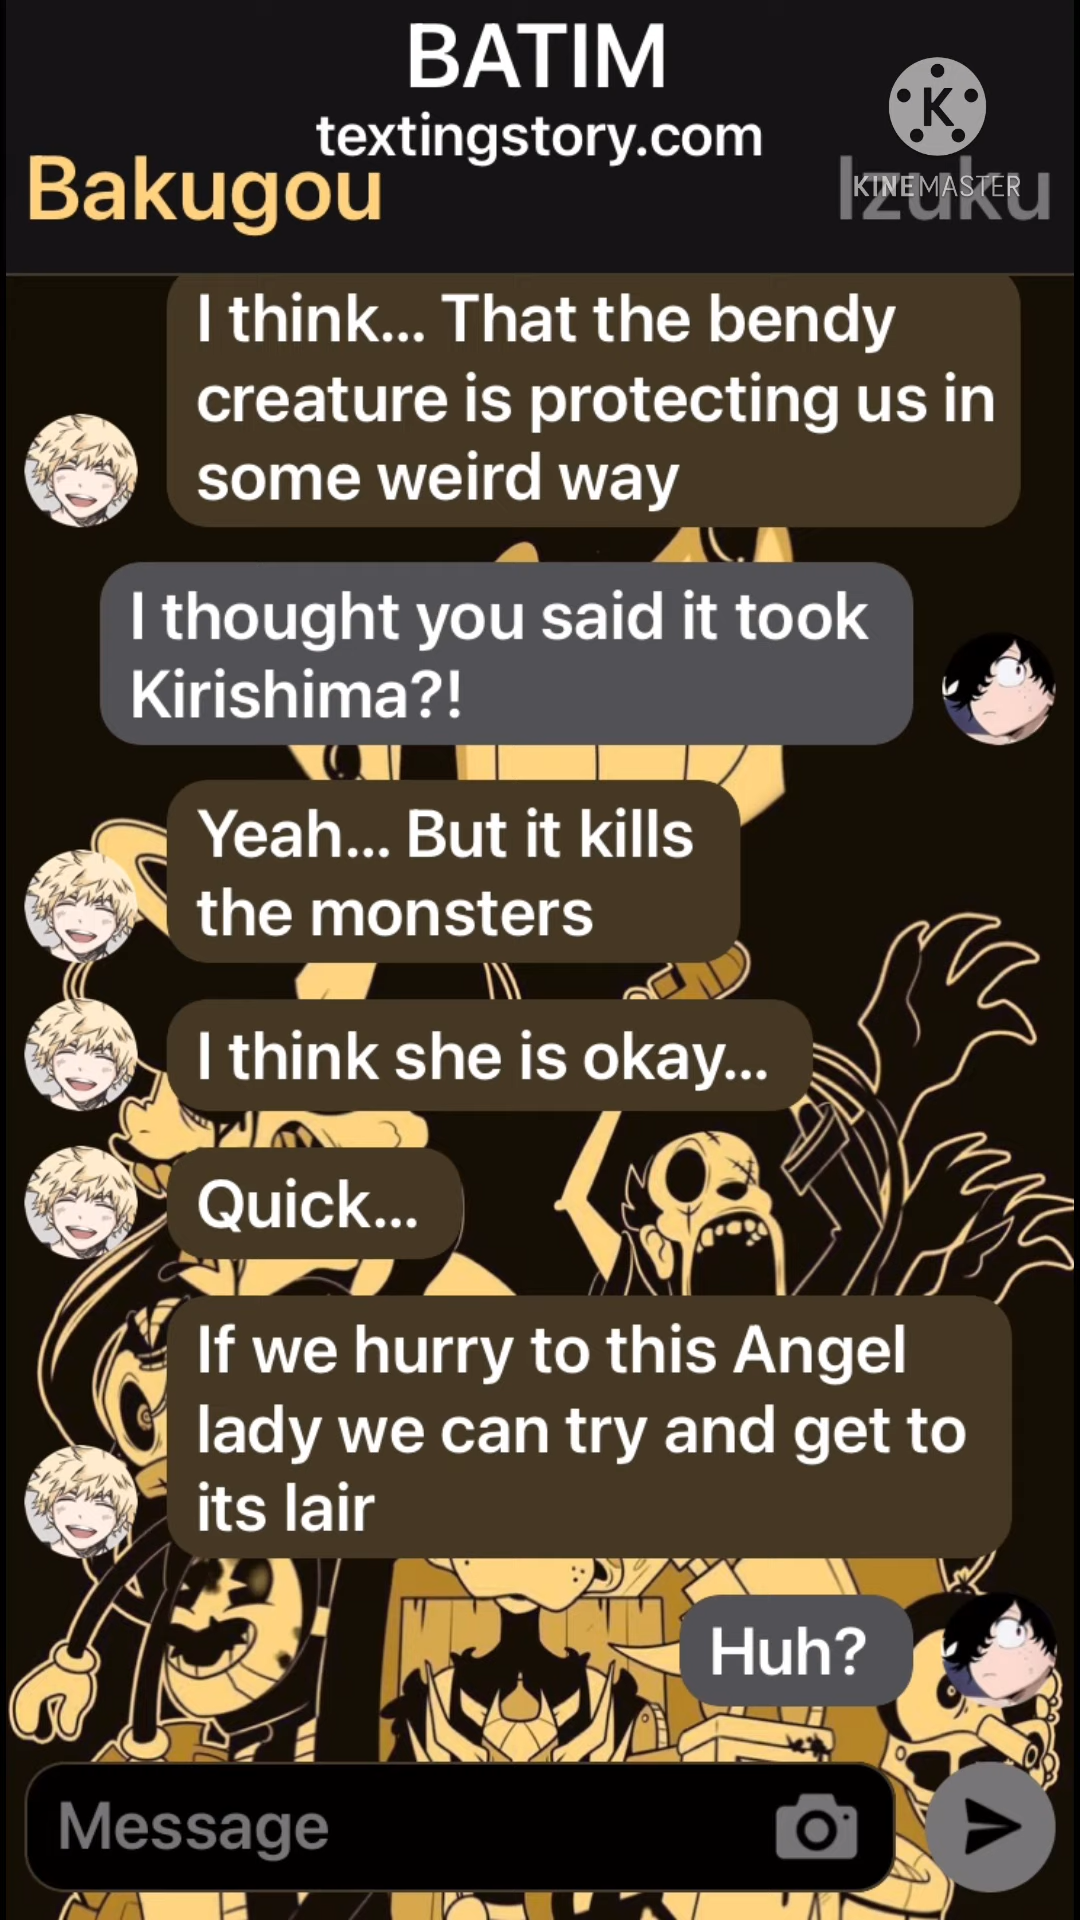 BATIM
textingstory.com
K
KINEMASTER
Bakugou
Izuku
I think... That the bendy
creature is protecting us in
some weird way
I thought you said it took
Kirishima?!
Yeah... But it kills
the monsters
I think she is okay...
Quick...
If we hurry to this Angel
lady we can try and get to
its lair
Huh?
Message